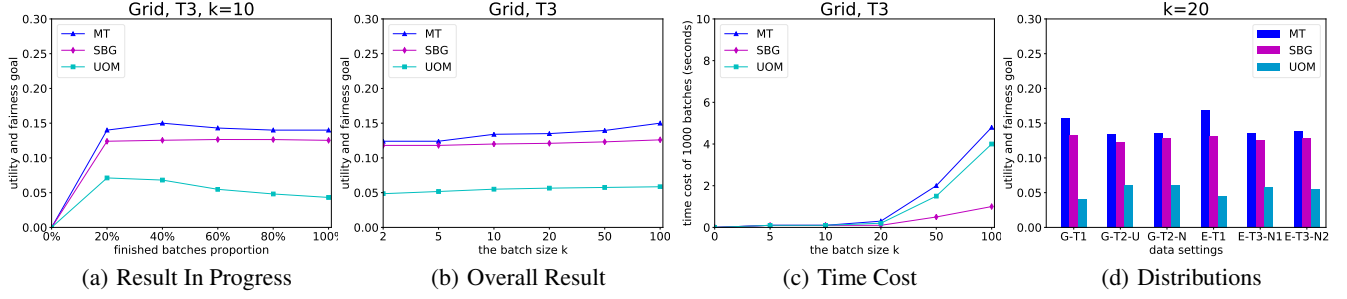 Grid, T3, k=10
utility and fairness goal
0.30
0.25
0.20
0.15
0.10
0.05
0.00
MT
SBG
UOM
0% 20% 40% 60% 80% 100%
finished batches proportion
(a) Result In Progress
Grid, T3
utility and fairness goal
0.30
0.25
0.20
0.15
0.10
0.05
0.00
MT
SBG
UOM
2 5 10 20 50 100
the batch size k
(b) Overall Result
Grid, T3
time cost of 1000 batches (seconds)
10
8
6
4
2
0
MT
SBG
UOM
0 5 10 20 50 100
the batch size k
(c) Time Cost
k=20
utility and fairness goal
0.30
0.25
0.20
0.15
0.10
0.05
0.00
MT
SBG
UOM
G-T1 G-T2-U G-T2-N E-T1 E-T3-N1 E-T3-N2
data settings
(d) Distributions